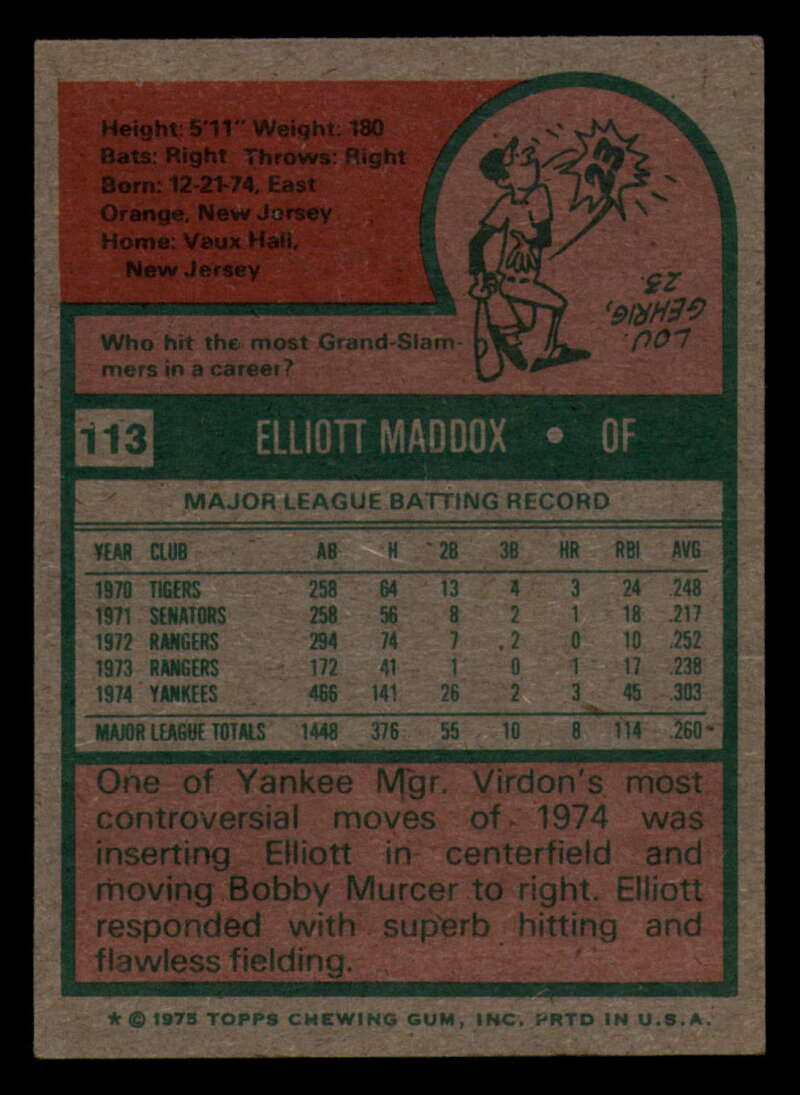 Height: 5'11" Weight: 180
Bats: Right Throws: Right
Born: 12-21-74, East
Orange, New Jersey
Home: Vaux Hall,
New Jersey
23
LOU
GEHRIG,
23.
Who hit the most Grand-Slam-
mers in a career?
113 ELLIOTT MADDOX • OF
MAJOR LEAGUE BATTING RECORD
YEAR CLUB AB H 2B 3B HR RBI AVG
1970 TIGERS 258 64 13 4 3 24 .248
1971 SENATORS 258 56 8 2 1 18 .217
1972 RANGERS 294 74 7 2 0 10 .252
1973 RANGERS 172 41 1 0 1 17 .238
1974 YANKEES 466 141 26 2 3 45 .303
MAJOR LEAGUE TOTALS 1448 376 55 10 8 114 .260
One of Yankee Mgr. Virdon's most
controversial moves of 1974 was
inserting Elliott in centerfield and
moving Bobby Murcer to right. Elliott
responded with superb hitting and
flawless fielding.
* © 1975 TOPPS CHEWING GUM, INC. PRTD IN U.S.A.